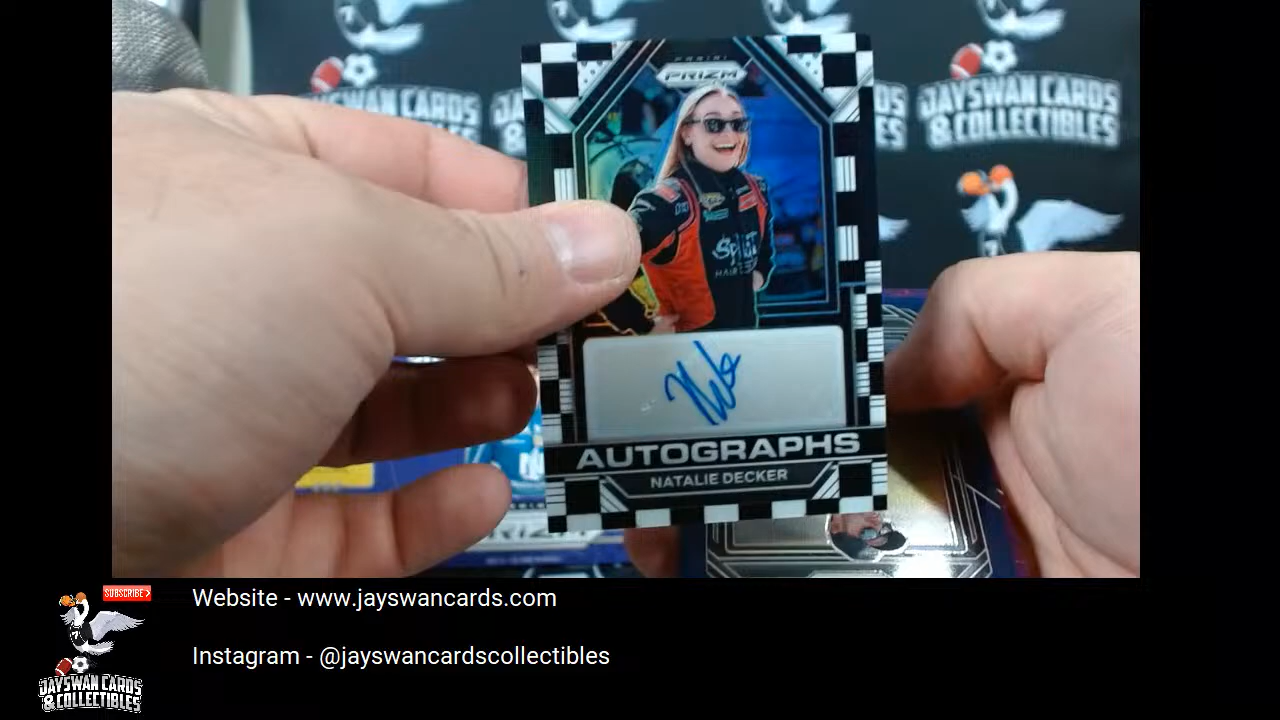 JAYSWAN CARDS
& COLLECTIBLES
PANINI
PRIZM
AUTOGRAPHS
NATALIE DECKER
SUBSCRIBE
Website - www.jayswancards.com
Instagram - @jayswancardscollectibles
JAYSWAN CARDS
& COLLECTIBLES